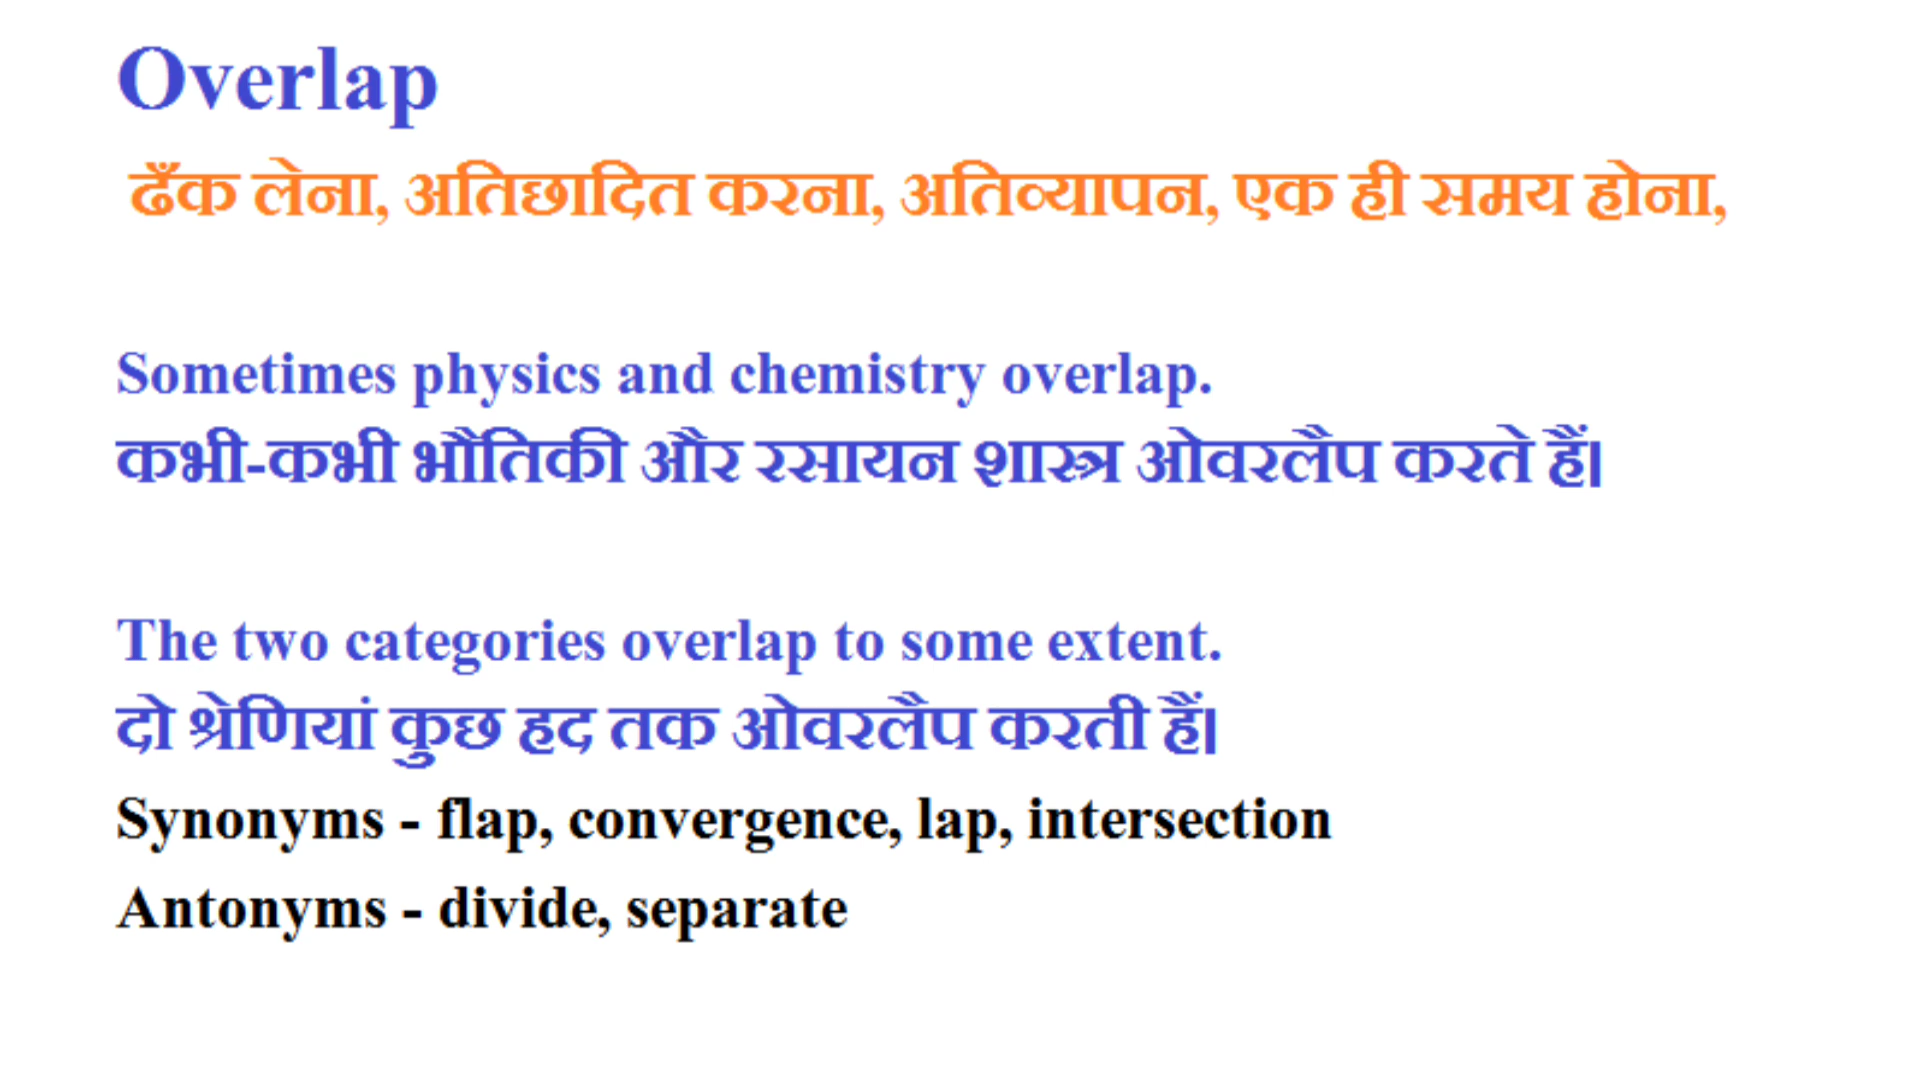 Overlap
ढँक लेना, अतिछादित करना, अतिव्यापन, एक ही समय होना,
Sometimes physics and chemistry overlap.
कभी-कभी भौतिकी और रसायन शास्त्र ओवरलैप करते हैं।
The two categories overlap to some extent.
दो श्रेणियां कुछ हद तक ओवरलैप करती हैं।
Synonyms - flap, convergence, lap, intersection
Antonyms - divide, separate